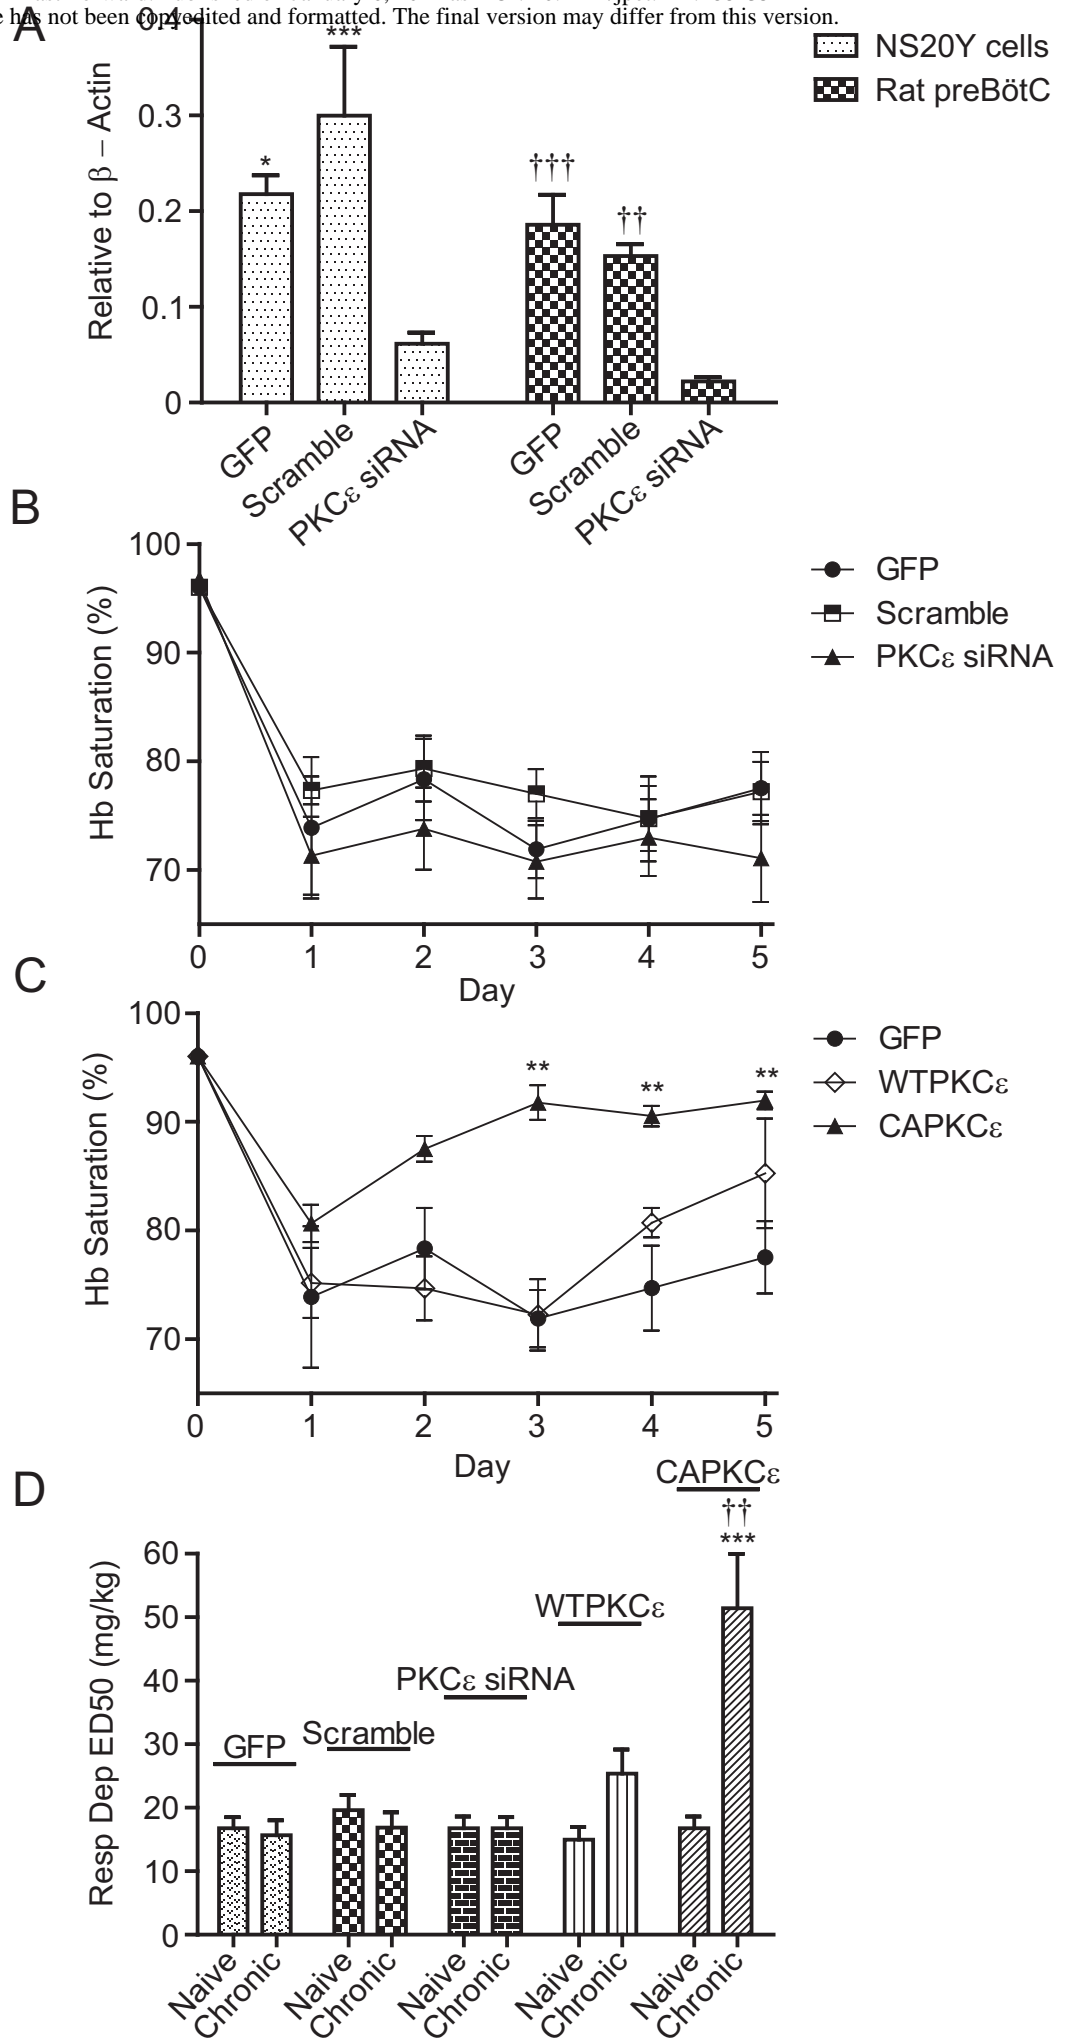 has not been copyedited and formatted. The final version may differ from this version.
A
0.4
***
NS20Y cells
Rat preBötC
Relative to β – Actin
0.3
*
†††
††
0.2
0.1
0
GFP
Scramble
PKCε siRNA
GFP
Scramble
PKCε siRNA
B
100
GFP
Scramble
PKCε siRNA
Hb Saturation (%)
90
80
70
0 1 2 3 4 5
Day
C
100
GFP
WTPKCε
CAPKCε
Hb Saturation (%)
** ** **
90
80
70
0 1 2 3 4 5
Day
D
CAPKCε
††
***
60
Resp Dep ED50 (mg/kg)
WTPKCε
50
PKCε siRNA
40
Scramble
GFP
30
20
10
0
Naive
Chronic
Naive
Chronic
Naive
Chronic
Naive
Chronic
Naive
Chronic